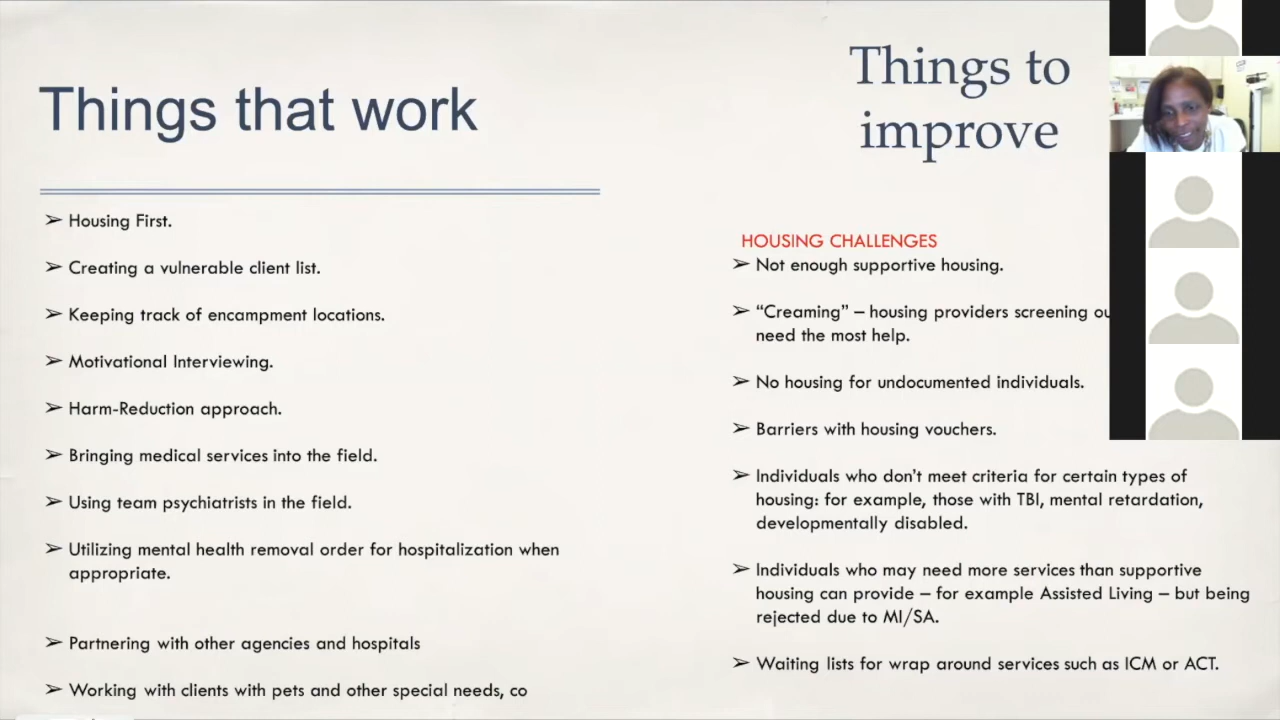 Things that work
Housing First.
Creating a vulnerable client list.
Keeping track of encampment locations.
Motivational Interviewing.
Harm-Reduction approach.
Bringing medical services into the field.
Using team psychiatrists in the field.
Utilizing mental health removal order for hospitalization when
appropriate.
Partnering with other agencies and hospitals
Working with clients with pets and other special needs, co
Things to
improve
HOUSING CHALLENGES
Not enough supportive housing.
“Creaming” – housing providers screening
need the most help.
No housing for undocumented individuals.
Barriers with housing vouchers.
Individuals who don’t meet criteria for certain types of
housing: for example, those with TBI, mental retardation,
developmentally disabled.
Individuals who may need more services than supportive
housing can provide – for example Assisted Living – but being
rejected due to MI/SA.
Waiting lists for wrap around services such as ICM or ACT.